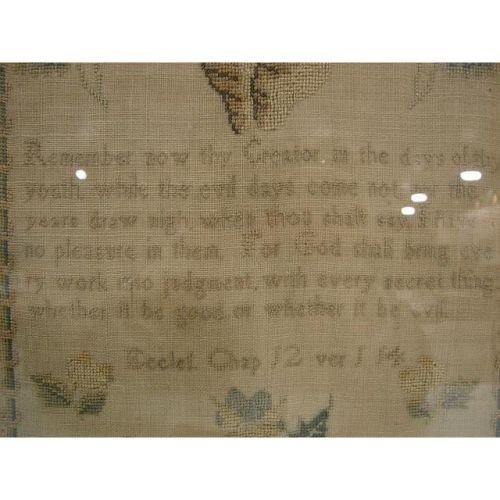 Remember now thy Creator in the days of thy
youth while the evil days come not nor the
years draw nigh when thou shalt say I have
no pleasure in them. For God shall bring eve
ry work into judgment, with every secret thing
whether it be good, or whether it be evil.
Ecclef. Chap 12 ver 1 14